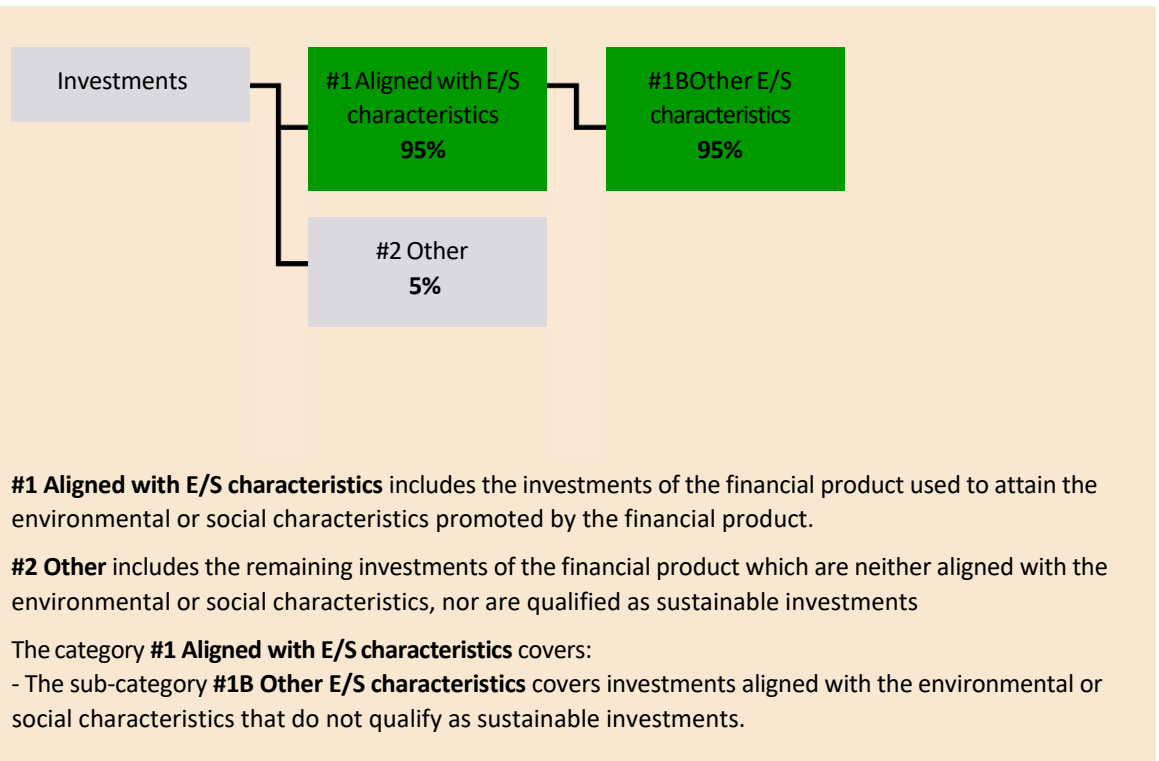 Investments
#1 Aligned with E/S
characteristics
95%
#1BOther E/S
characteristics
95%
#2 Other
5%
#1 Aligned with E/S characteristics includes the investments of the financial product used to attain the
environmental or social characteristics promoted by the financial product.
#2 Other includes the remaining investments of the financial product which are neither aligned with the
environmental or social characteristics, nor are qualified as sustainable investments
The category #1 Aligned with E/S characteristics covers:
- The sub-category #1B Other E/S characteristics covers investments aligned with the environmental or
social characteristics that do not qualify as sustainable investments.